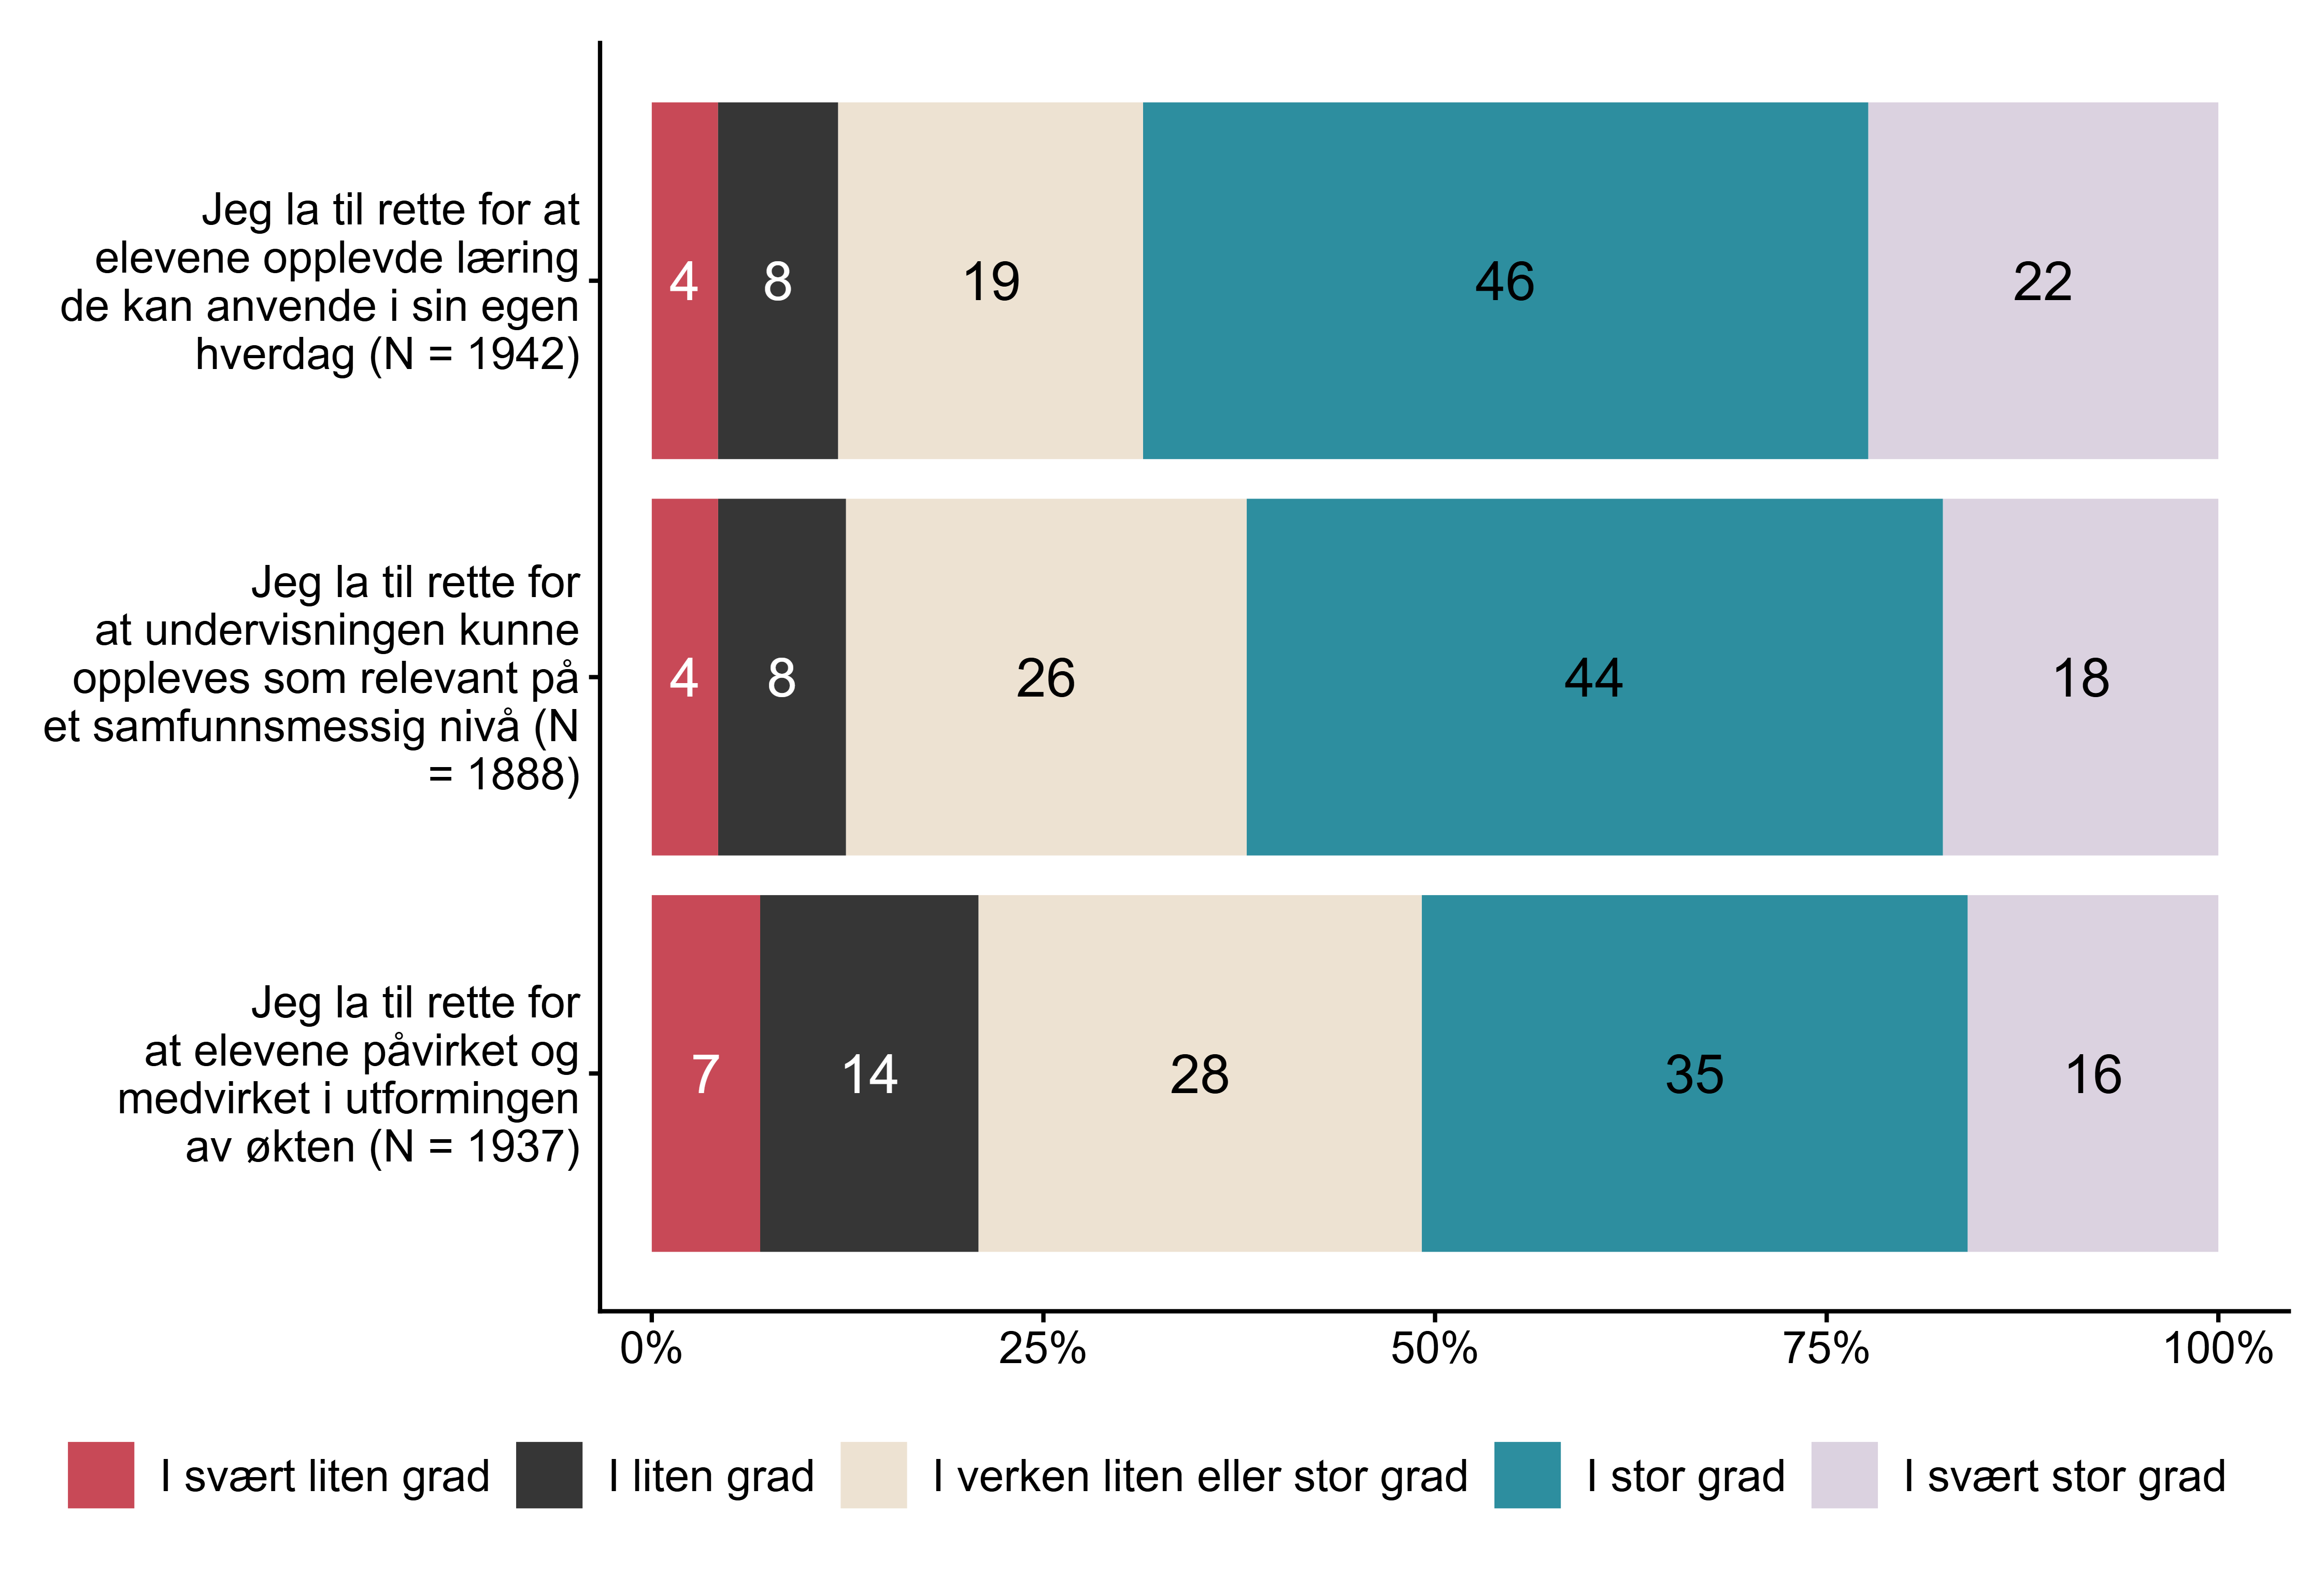 Jeg la til rette for at
elevene opplevde læring
de kan anvende i sin egen
hverdag (N = 1942)
4 8 19 46 22
Jeg la til rette for
at undervisningen kunne
oppleves som relevant på
et samfunnsmessig nivå (N
= 1888)
4 8 26 44 18
Jeg la til rette for
at elevene påvirket og
medvirket i utformingen
av økten (N = 1937)
7 14 28 35 16
0% 25% 50% 75% 100%
I svært liten grad I liten grad I verken liten eller stor grad I stor grad I svært stor grad